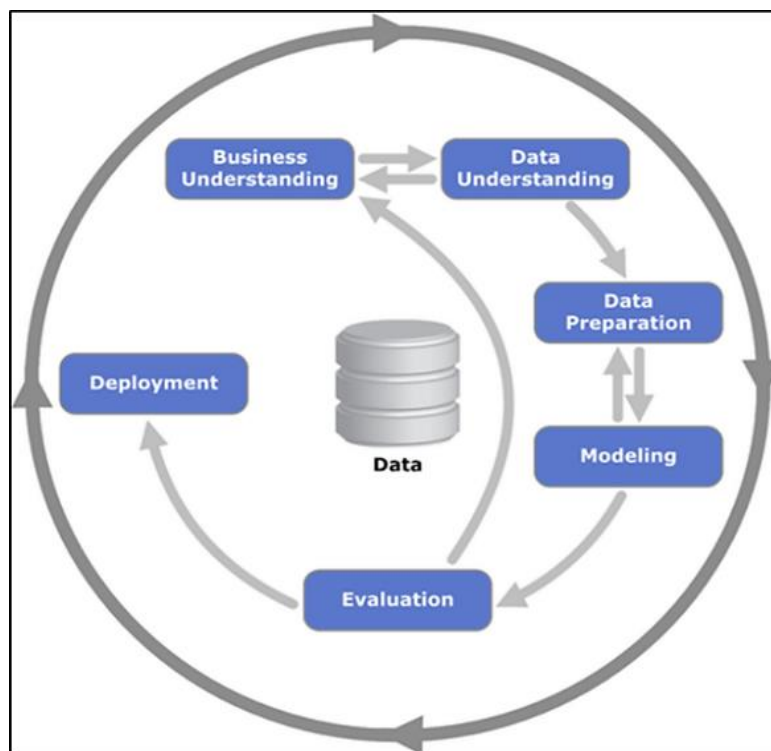 Business
Understanding
Data
Understanding
Data
Preparation
Modeling
Evaluation
Deployment
Data